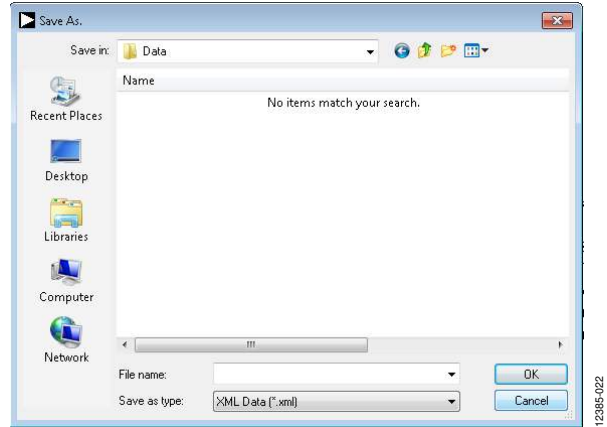 Save As.
Save in:
Data
Name
No items match your search.
Recent Places
Desktop
Libraries
Computer
Network
File name:
OK
Save as type:
XML Data (*.xml)
Cancel
12385-022